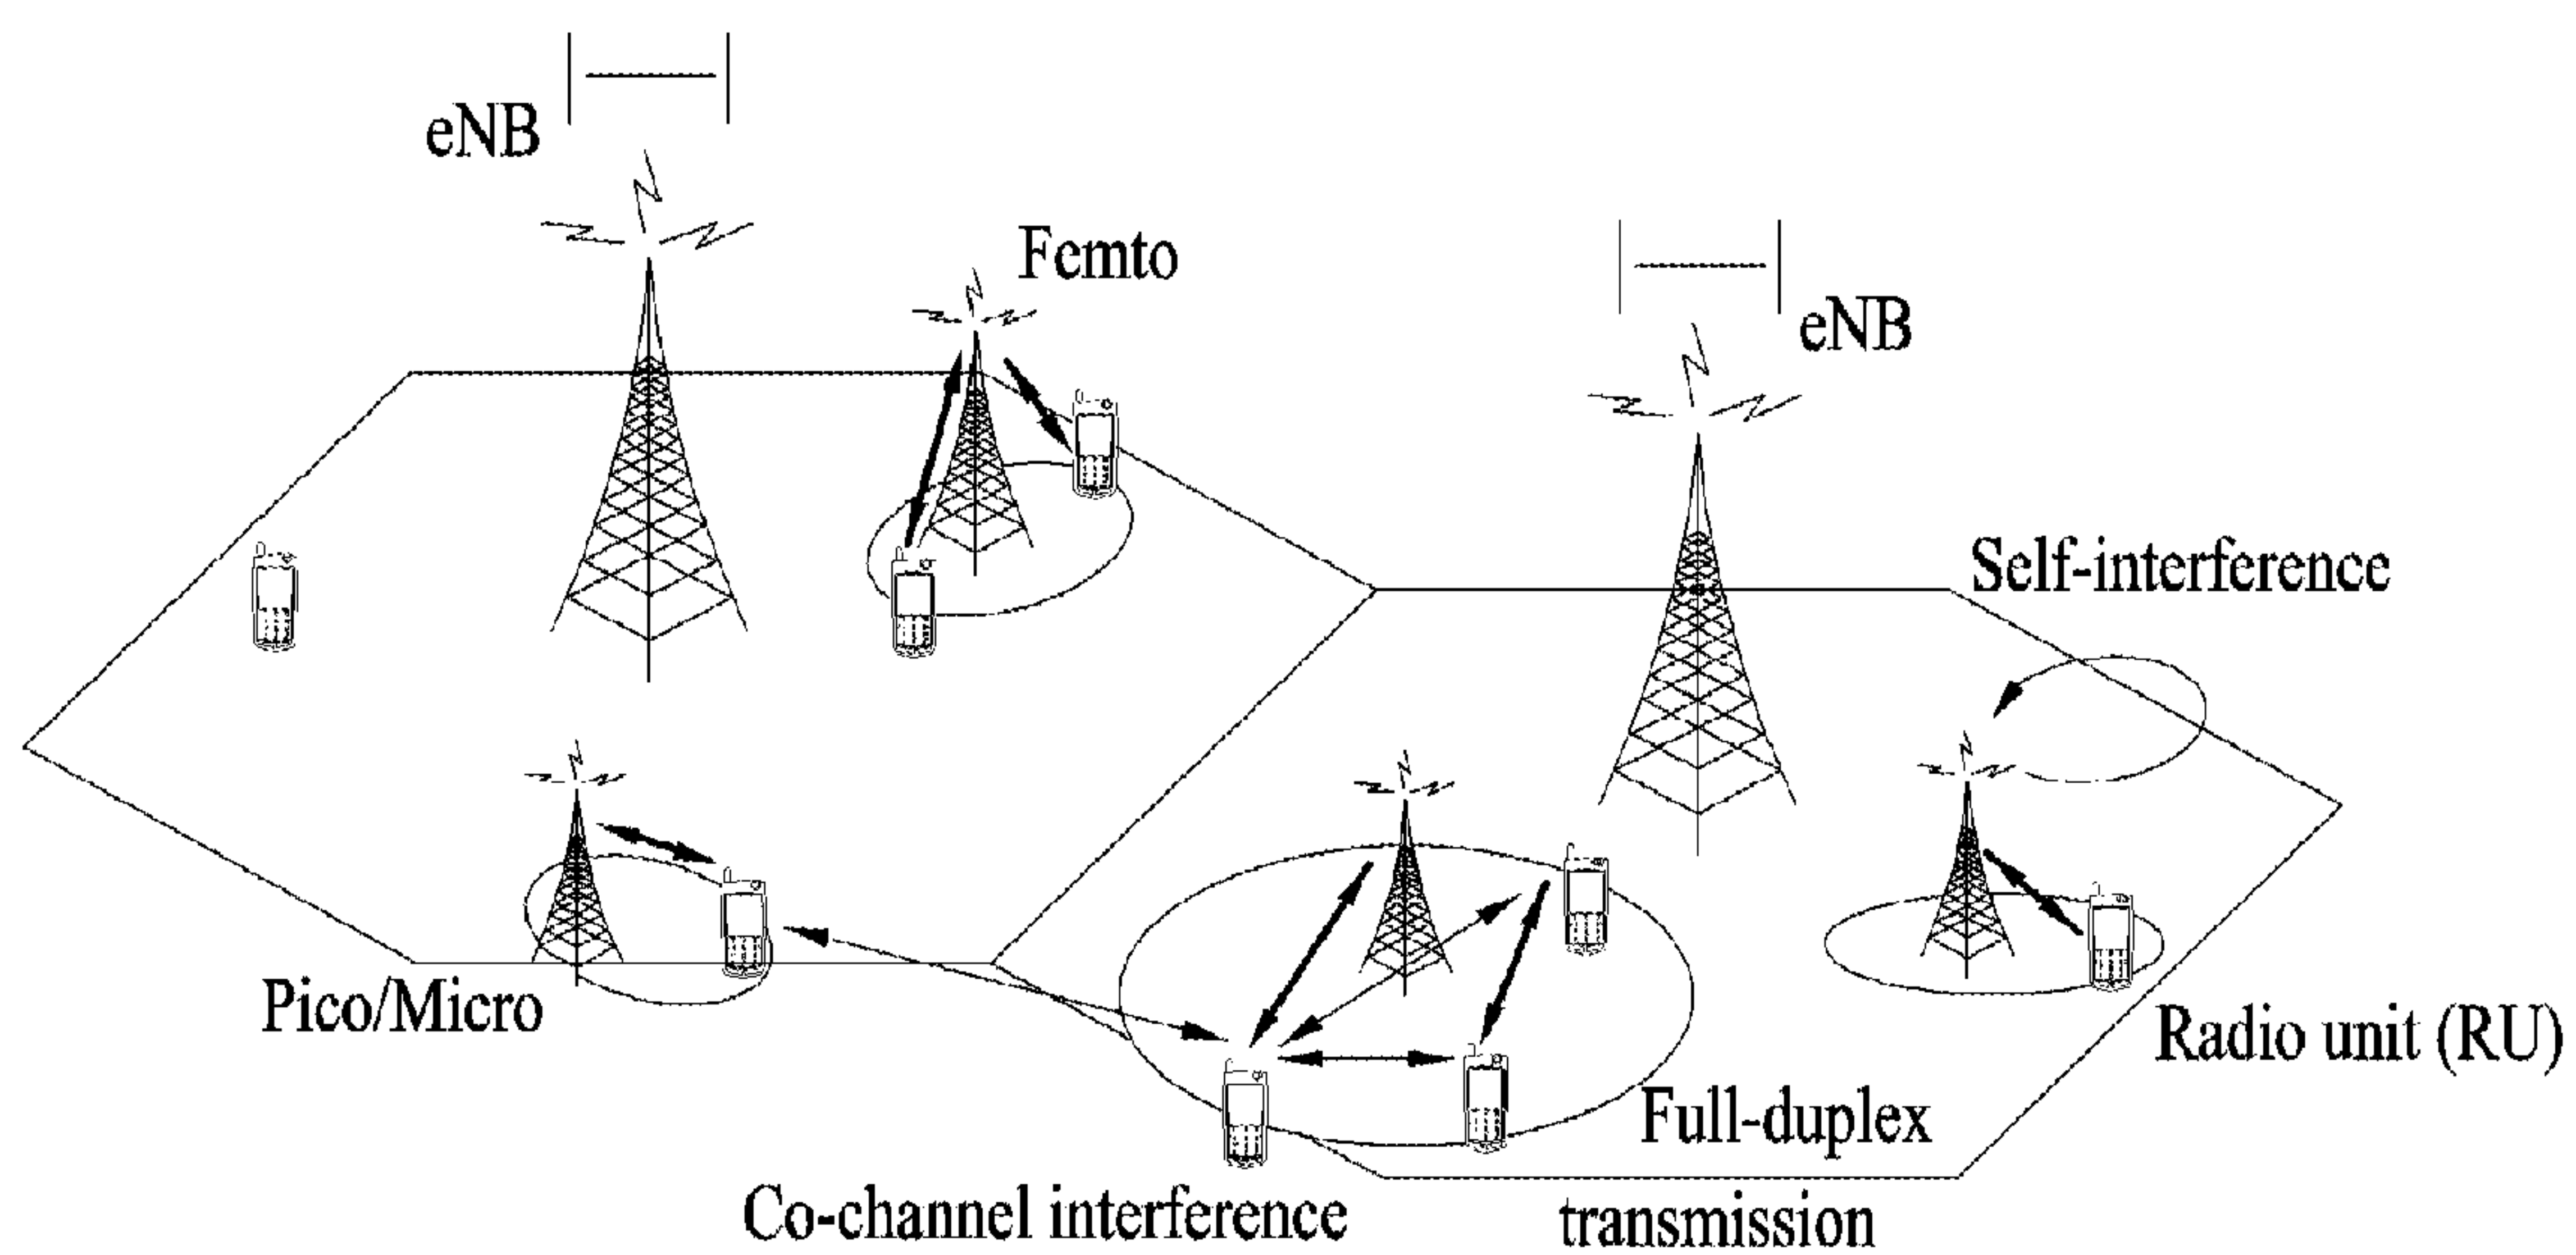 eNB
Femto
eNB
Self-interference
Pico/Micro
Radio unit (RU)
Full-duplex
transmission
Co-channel interference